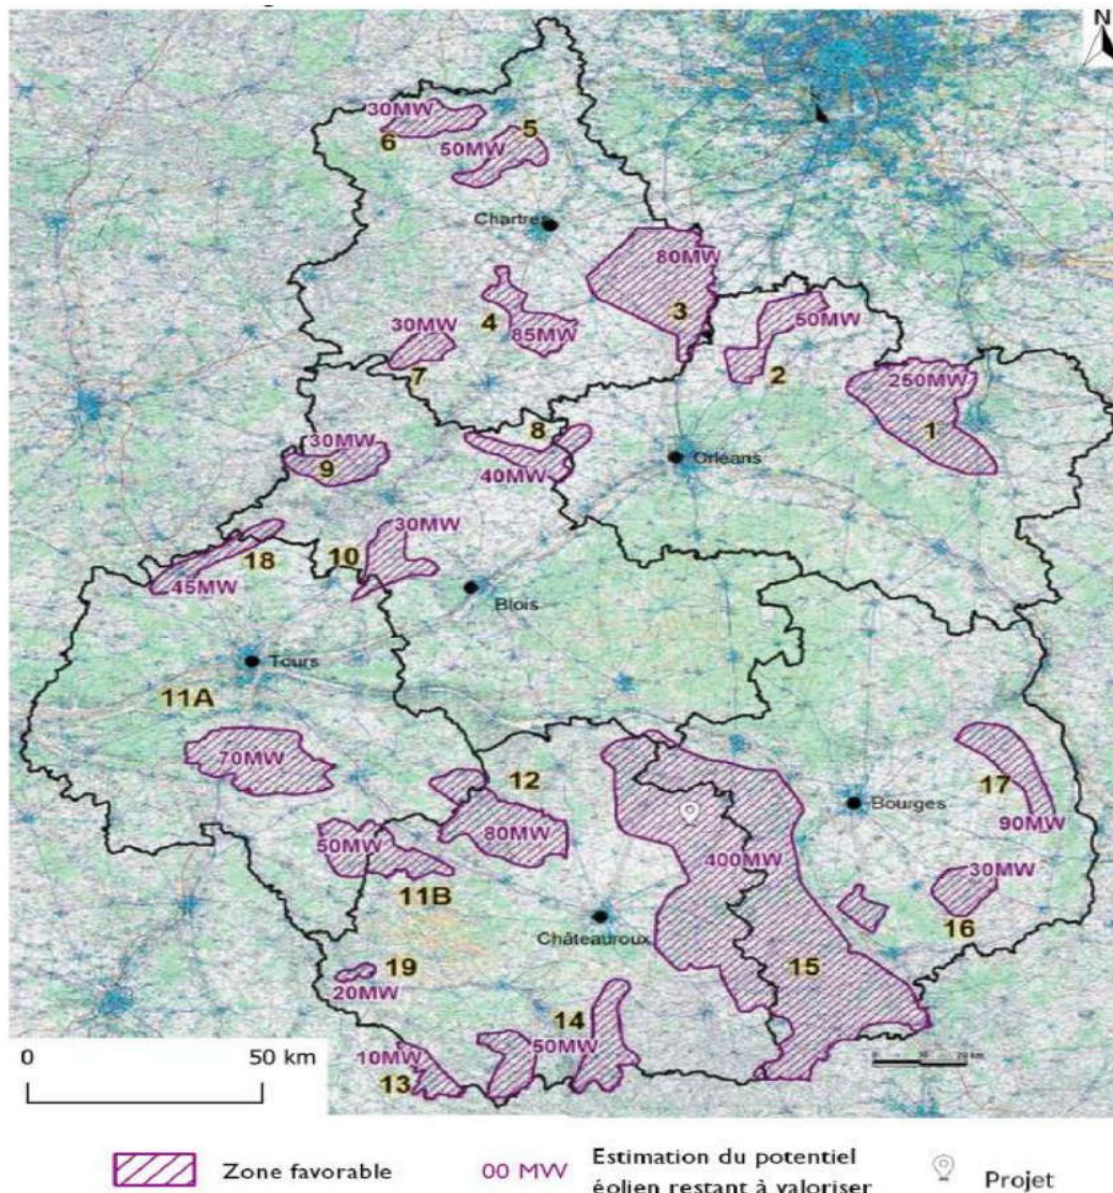 N
30MW
6
5
50MW
Chartres
80MW
3
4
85MW
30MW
7
50MW
2
250MW
1
8
40MW
Orléans
30MW
9
30MW
10
18
45MW
Blois
Tours
11A
70MW
12
80MW
50MW
11B
400MW
Bourges
17
90MW
30MW
16
Châteauroux
15
19
20MW
14
50MW
10MW
13
0 50 km
Zone favorable
00 MW
Estimation du potentiel
éolien restant à valoriser
Projet